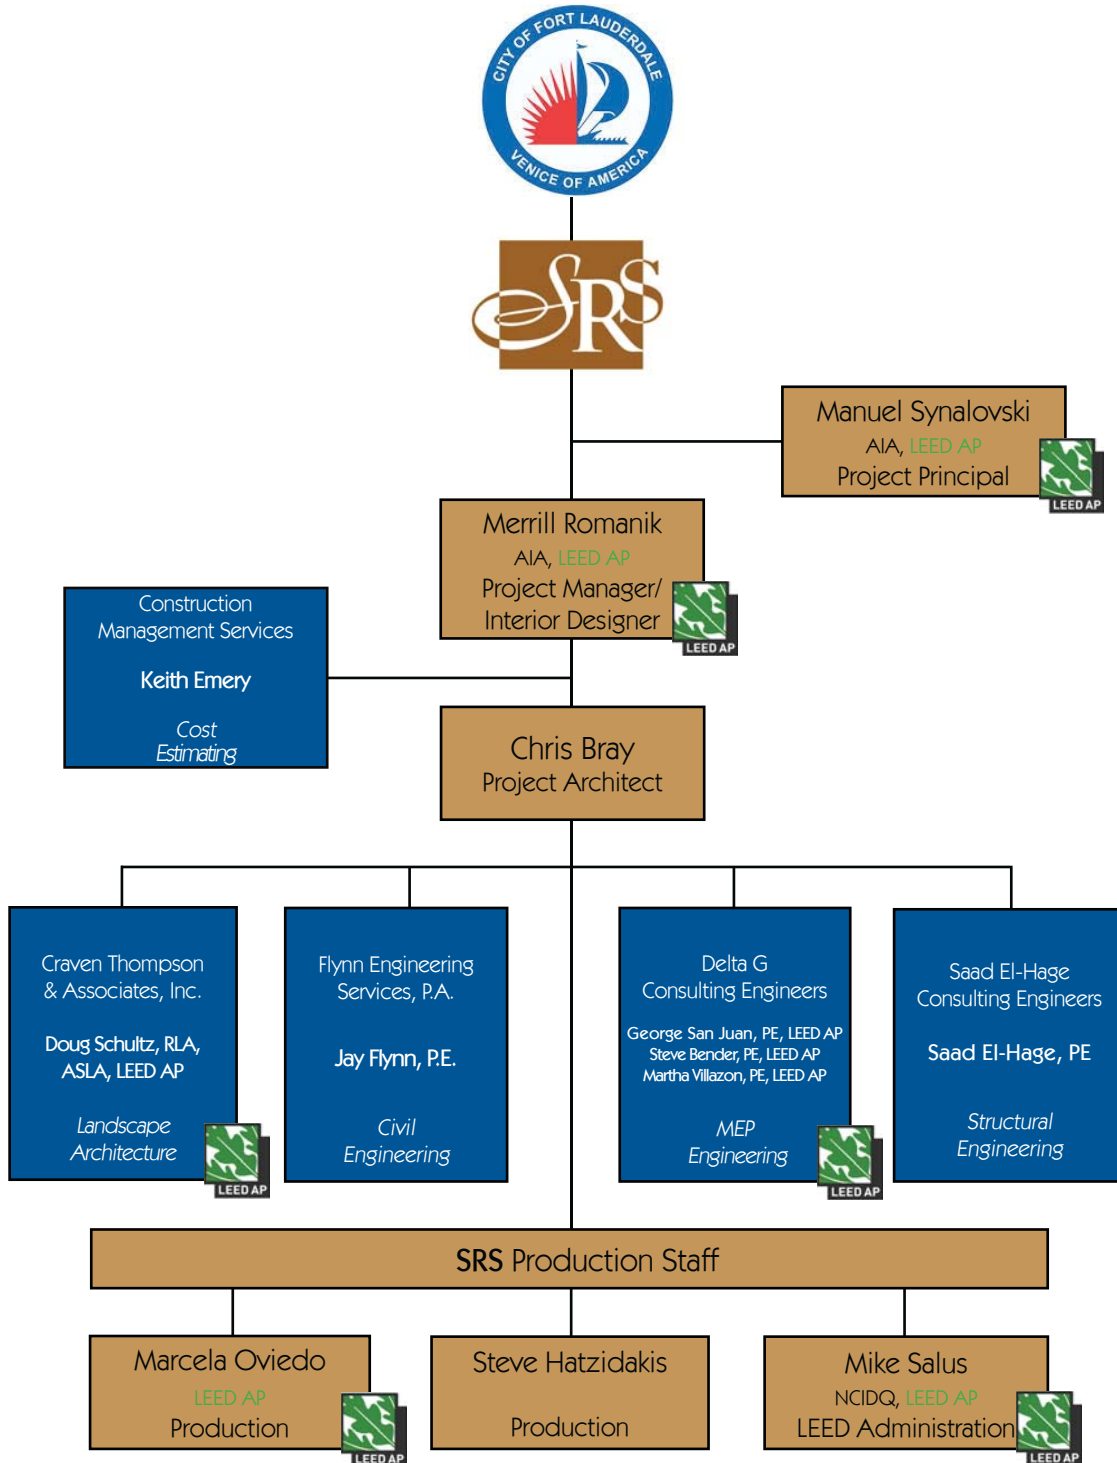 CITY OF FORT LAUDERDALE
VENICE OF AMERICA
SRS
Manuel Synalovski
AIA, LEED AP
Project Principal
LEED AP
Merrill Romanik
AIA, LEED AP
Project Manager/
Interior Designer
LEED AP
Construction
Management Services
Keith Emery
Cost
Estimating
Chris Bray
Project Architect
Craven Thompson
& Associates, Inc.
Doug Schultz, RLA,
ASLA, LEED AP
Landscape
Architecture
LEED AP
Flynn Engineering
Services, P.A.
Jay Flynn, P.E.
Civil
Engineering
Delta G
Consulting Engineers
George San Juan, PE, LEED AP
Steve Bender, PE, LEED AP
Martha Villazon, PE, LEED AP
MEP
Engineering
LEED AP
Saad El-Hage
Consulting Engineers
Saad El-Hage, PE
Structural
Engineering
SRS Production Staff
Marcela Oviedo
LEED AP
Production
LEED AP
Steve Hatzidakis
Production
Mike Salus
NCIDQ, LEED AP
LEED Administration
LEED AP